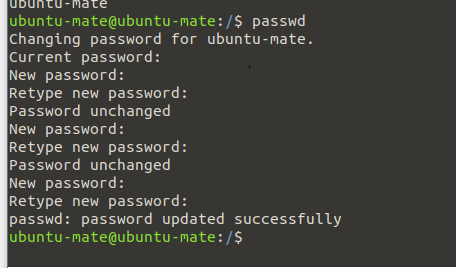 ubuntu-mate
ubuntu-mate@ubuntu-mate:/$ passwd
Changing password for ubuntu-mate.
Current password:
New password:
Retype new password:
Password unchanged
New password:
Retype new password:
Password unchanged
New password:
Retype new password:
passwd: password updated successfully
ubuntu-mate@ubuntu-mate:/$